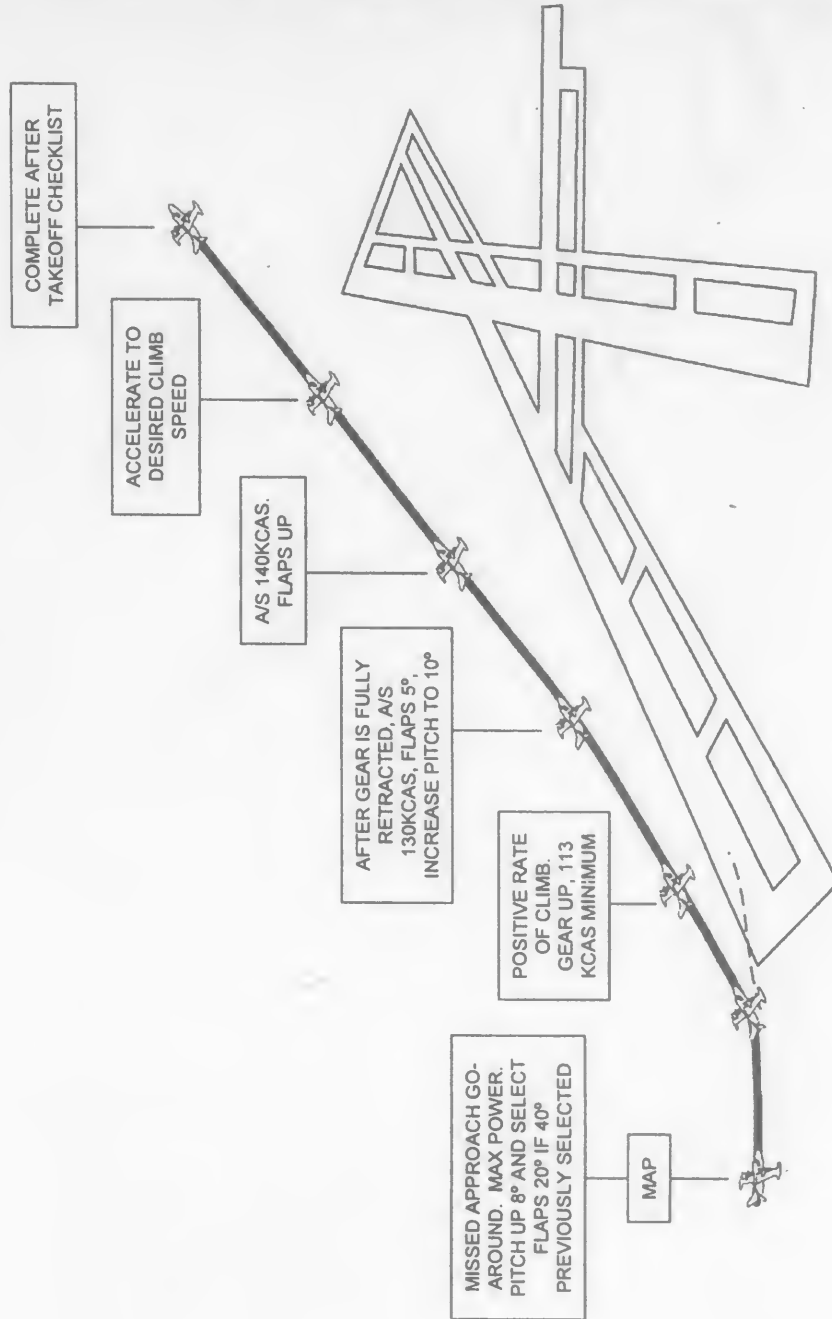 MISSED APPROACH GO-
AROUND. MAX POWER.
PITCH UP 8° AND SELECT
FLAPS 20° IF 40°
PREVIOUSLY SELECTED
MAP
POSITIVE RATE
OF CLIMB.
GEAR UP, 113
KCAS MINIMUM
AFTER GEAR IS FULLY
RETRACTED, A/S
130KCAS, FLAPS 5°,
INCREASE PITCH TO 10°
A/S 140KCAS.
FLAPS UP
ACCELERATE TO
DESIRED CLIMB
SPEED
COMPLETE AFTER
TAKEOFF CHECKLIST